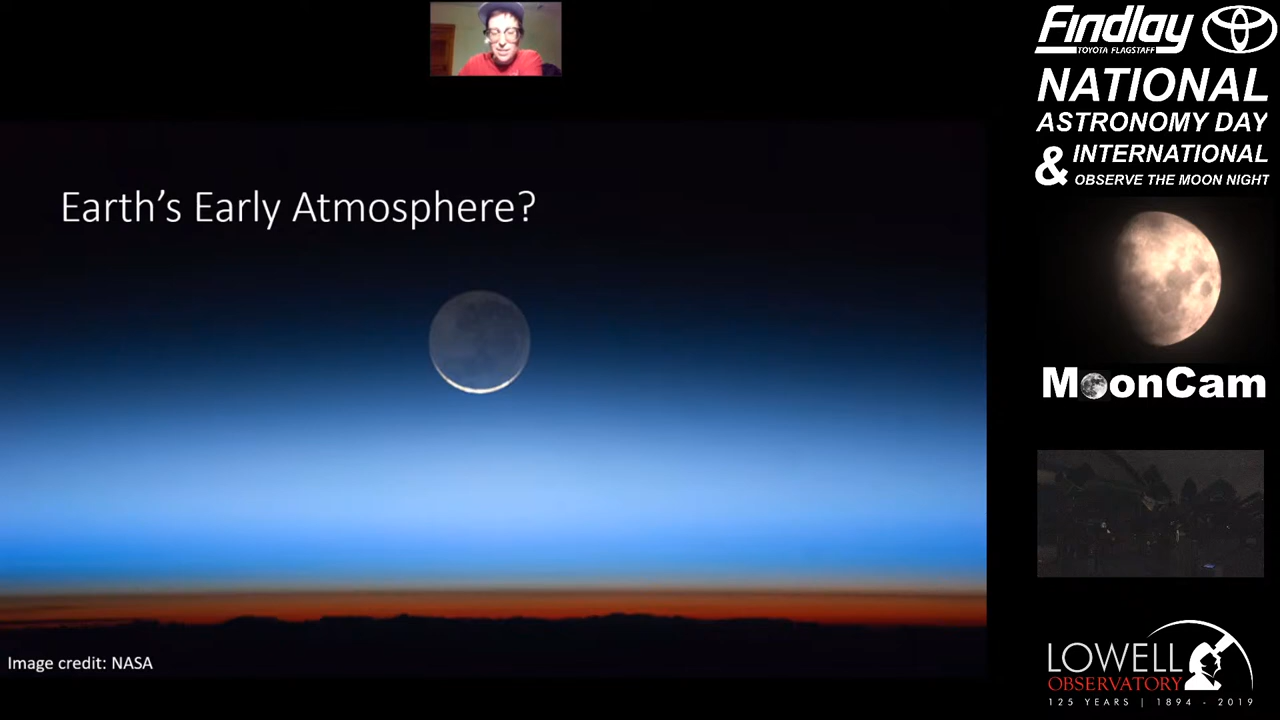 Earth's Early Atmosphere?
Image credit: NASA
Findlay
TOYOTA FLAGSTAFF
NATIONAL
ASTRONOMY DAY
& INTERNATIONAL
OBSERVE THE MOON NIGHT
MoonCam
LOWELL
OBSERVATORY
125 YEARS | 1894 - 2019